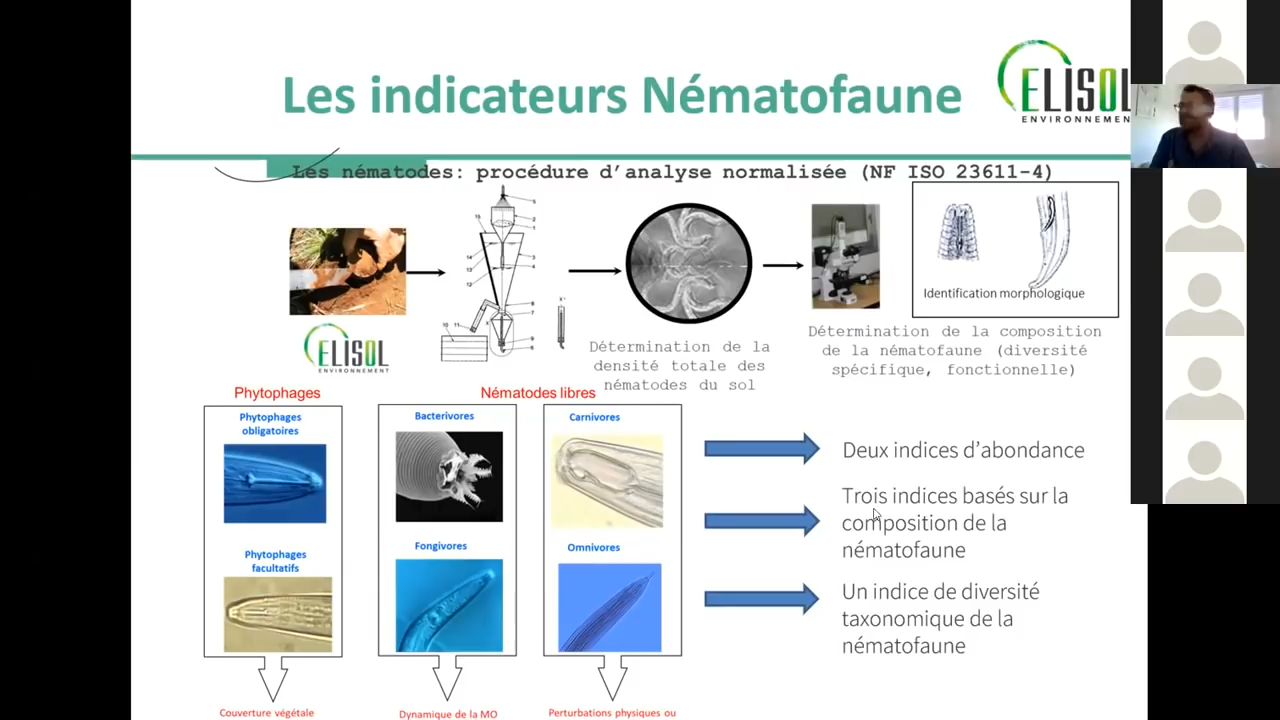 Les indicateurs Nématofaune
ELISOL
ENVIRONNEMEN
Les nématodes: procédure d'analyse normalisée (NF ISO 23611-4)
Identification morphologique
ELISOL
ENVIRONNEMENT
Détermination de la
densité totale des
nématodes du sol
Détermination de la composition
de la nématofaune (diversité
spécifique, fonctionnelle)
Phytophages
Nématodes libres
Phytophages
obligatoires
Bacterivores
Carnivores
Phytophages
facultatifs
Fongivores
Omnivores
Deux indices d'abondance
Trois indices basés sur la
composition de la
nématofaune
Un indice de diversité
taxonomique de la
nématofaune
Couverture végétale
Dynamique de la MO
Perturbations physiques ou